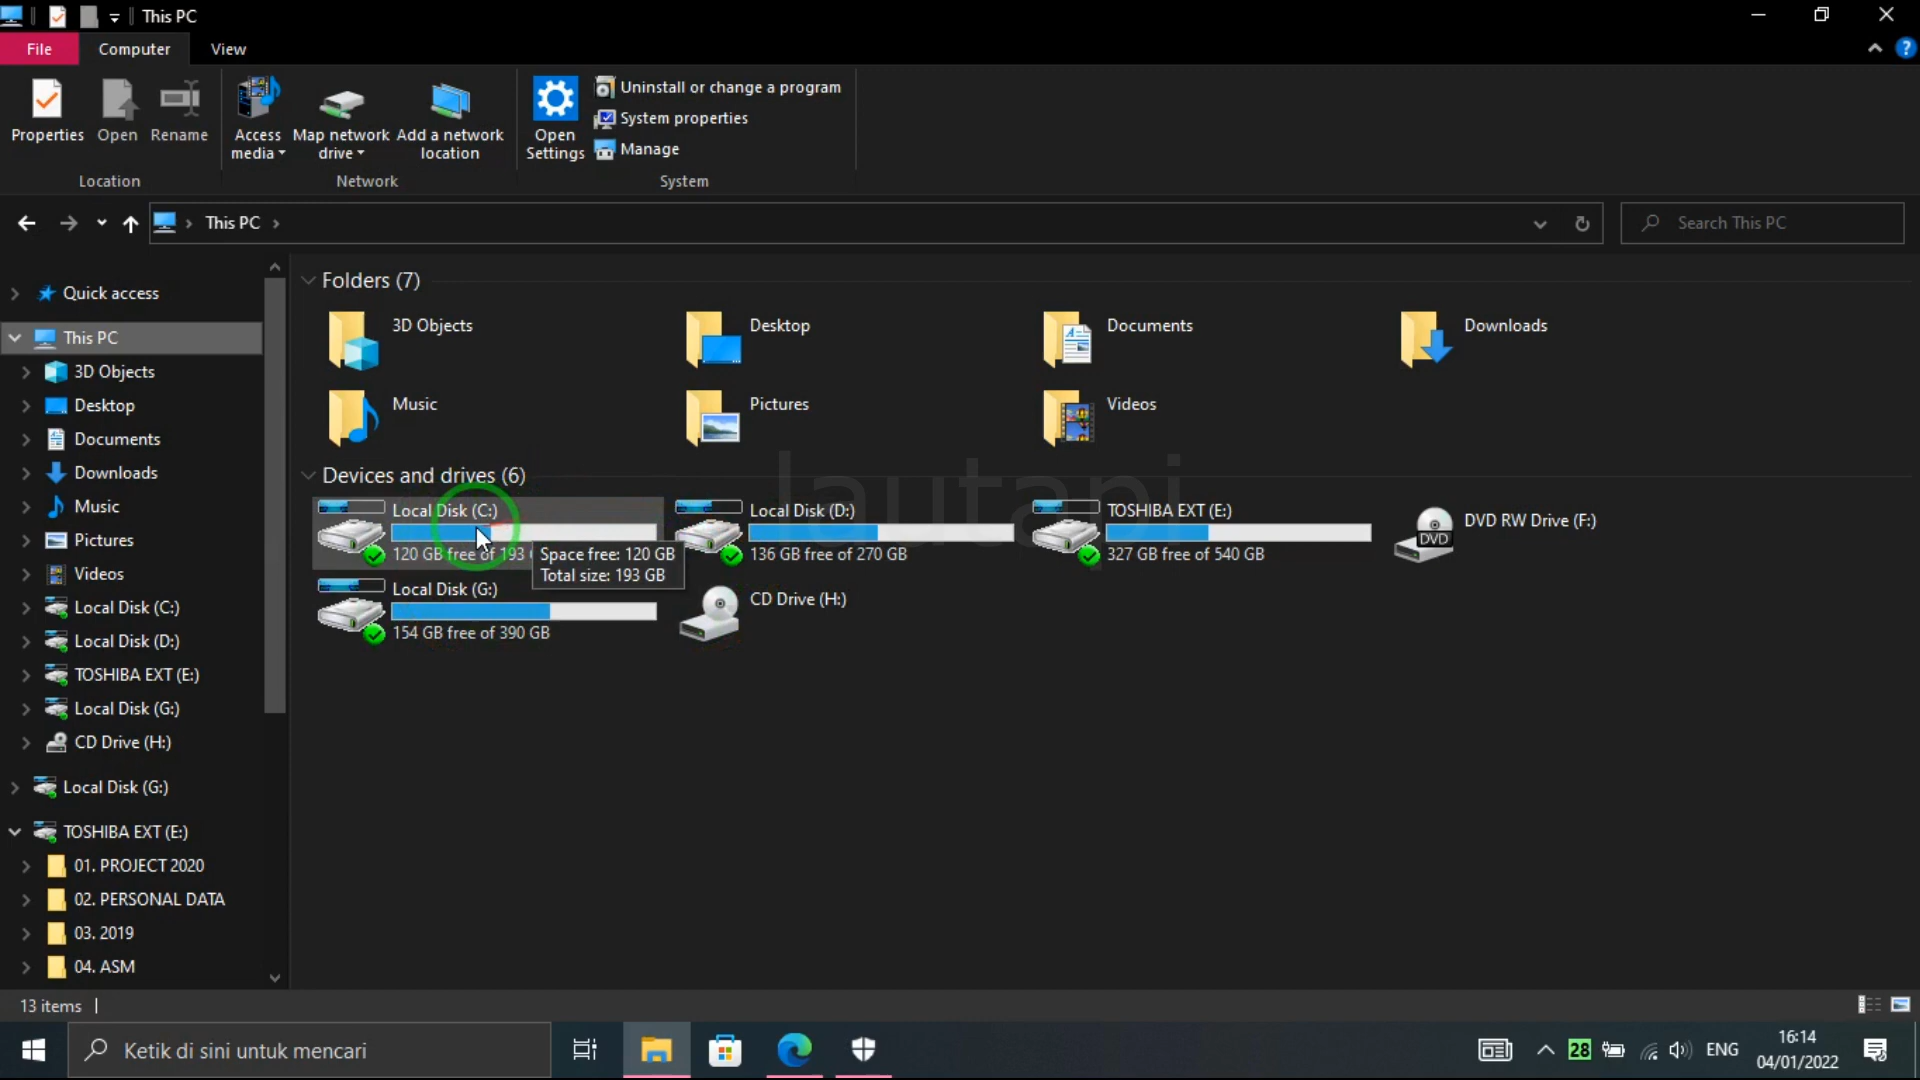 This PC
File Computer View
Properties Open Rename Access media Map network drive Add a network location Open Settings
Uninstall or change a program
System properties
Manage
Location Network System
This PC
Search This PC
Quick access
This PC
3D Objects
Desktop
Documents
Downloads
Music
Pictures
Videos
Local Disk (C:)
Local Disk (D:)
TOSHIBA EXT (E:)
Local Disk (G:)
CD Drive (H:)
Local Disk (G:)
TOSHIBA EXT (E:)
01. PROJECT 2020
02. PERSONAL DATA
03. 2019
04. ASM
Folders (7)
3D Objects Desktop Documents Downloads
Music Pictures Videos
Devices and drives (6)
lautapi
Local Disk (C:)
120 GB free of 193
Space free: 120 GB
Total size: 193 GB
Local Disk (D:)
136 GB free of 270 GB
TOSHIBA EXT (E:)
327 GB free of 540 GB
DVD RW Drive (F:)
DVD
Local Disk (G:)
154 GB free of 390 GB
CD Drive (H:)
13 items
Ketik di sini untuk mencari
28
ENG
16:14
04/01/2022